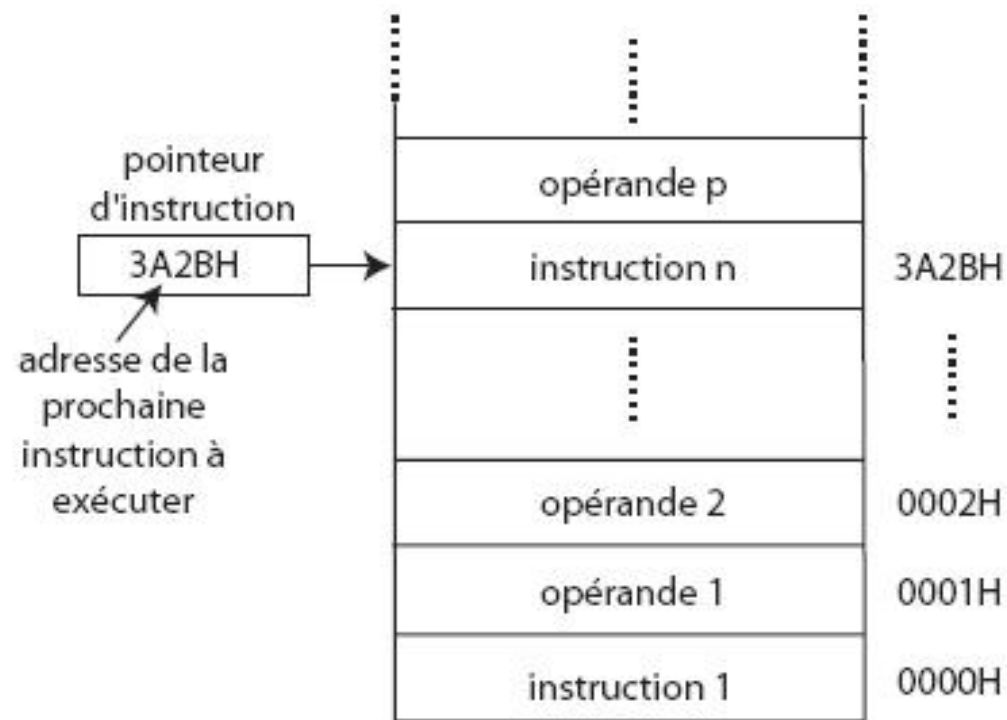 opérande p
pointeur
d'instruction
3A2BH
instruction n
3A2BH
adresse de la
prochaine
instruction à
exécuter
opérande 2
0002H
opérande 1
0001H
instruction 1
0000H